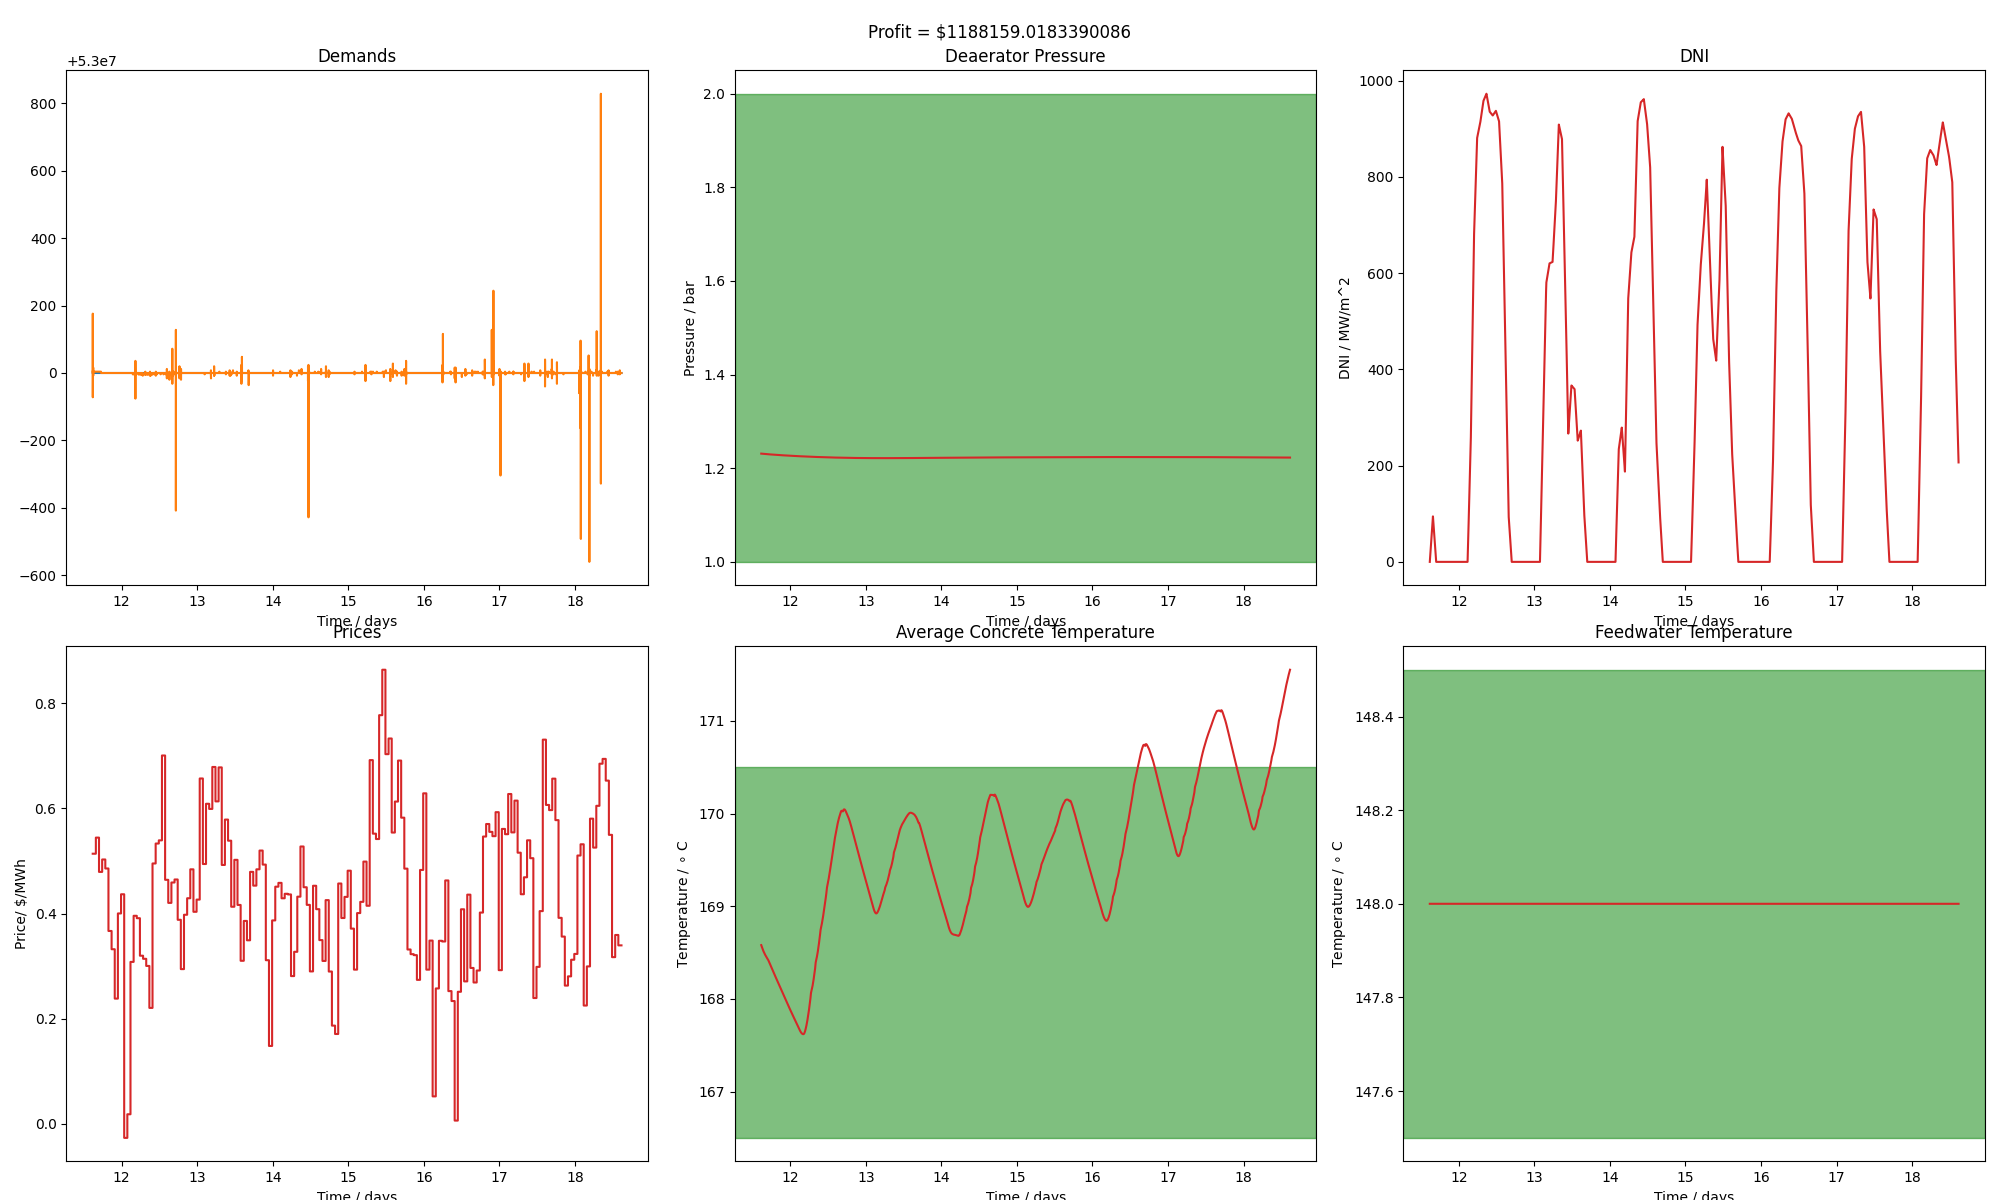 Profit = $1188159.0183390086
Demands
+5.3e7
800
600
400
200
0
−200
−400
−600
12 13 14 15 16 17 18
Time / days
Deaerator Pressure
Pressure / bar
2.0
1.8
1.6
1.4
1.2
1.0
12 13 14 15 16 17 18
Time / days
DNI
DNI / MW/m^2
1000
800
600
400
200
0
12 13 14 15 16 17 18
Time / days
Prices
Price/ $/MWh
0.8
0.6
0.4
0.2
0.0
12 13 14 15 16 17 18
Time / days
Average Concrete Temperature
Temperature / ∘ C
171
170
169
168
167
12 13 14 15 16 17 18
Time / days
Feedwater Temperature
Temperature / ∘ C
148.4
148.2
148.0
147.8
147.6
12 13 14 15 16 17 18
Time / days